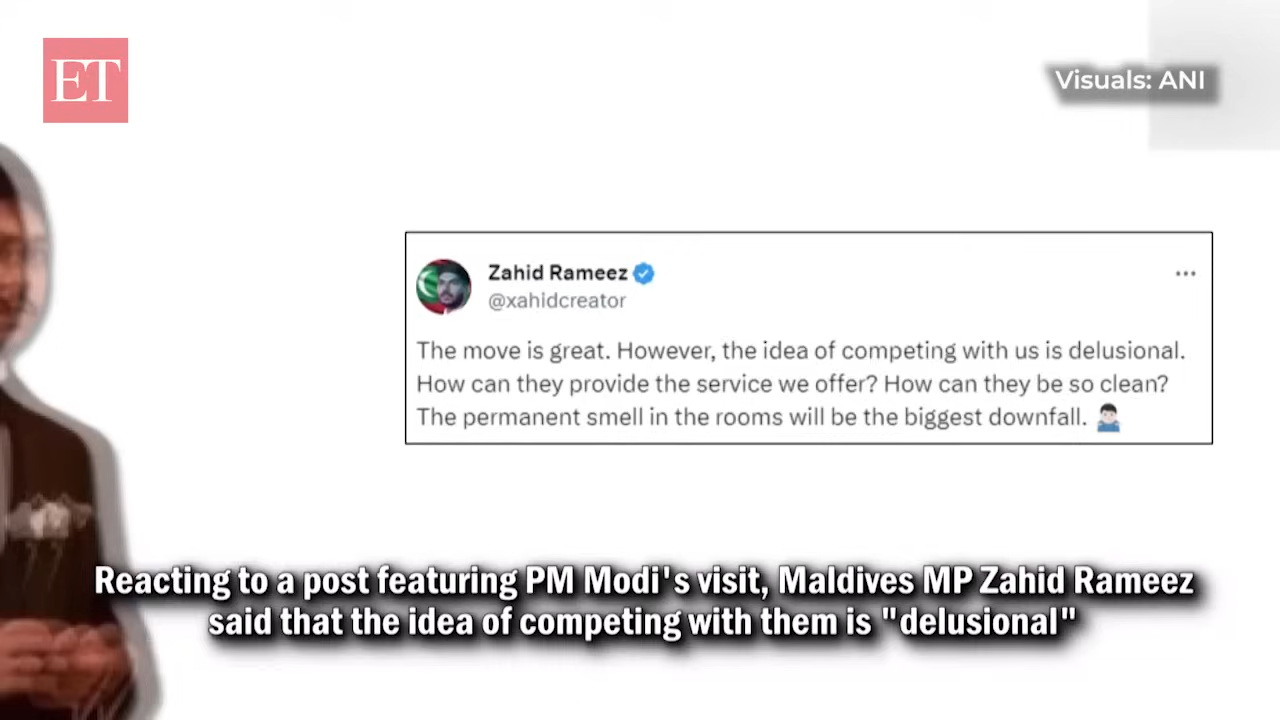 ET
Visuals: ANI
Zahid Rameez
@xahidcreator
The move is great. However, the idea of competing with us is delusional.
How can they provide the service we offer? How can they be so clean?
The permanent smell in the rooms will be the biggest downfall.
Reacting to a post featuring PM Modi's visit, Maldives MP Zahid Rameez
said that the idea of competing with them is "delusional"